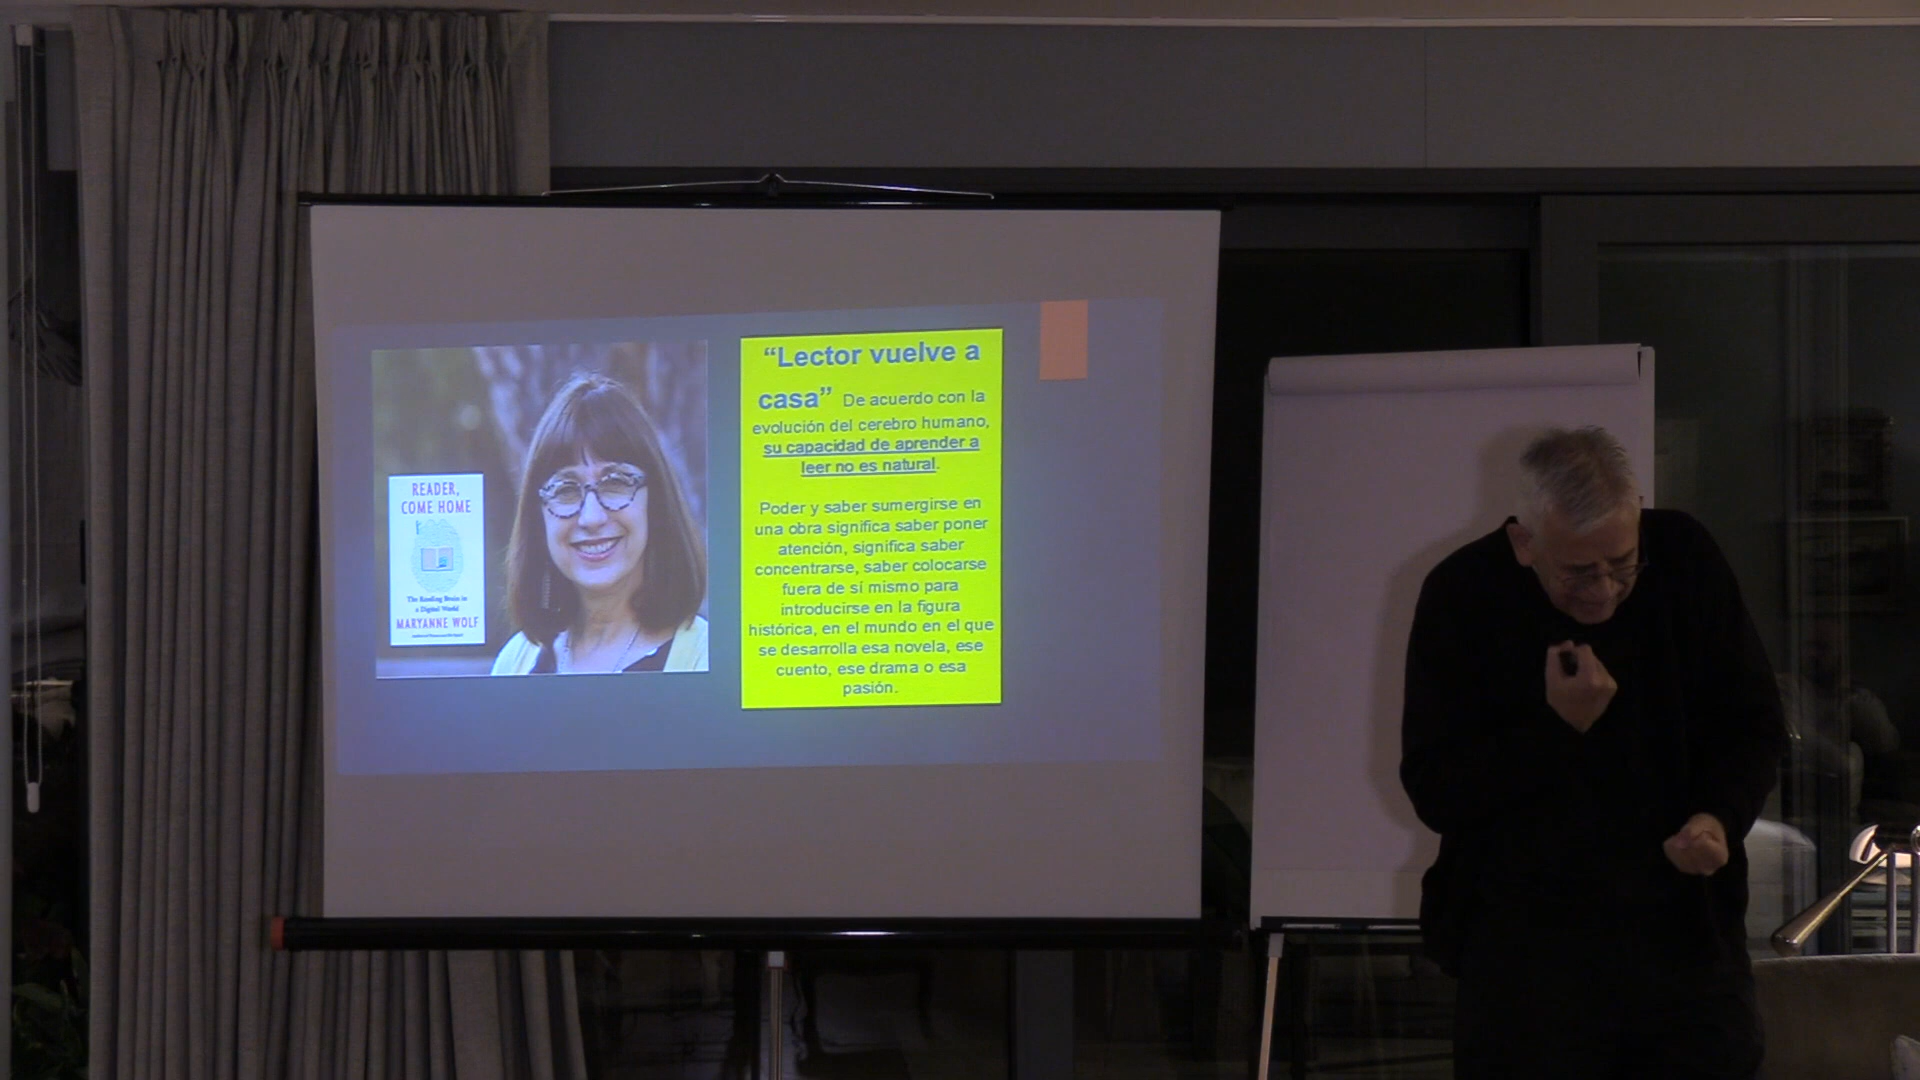 READER,
COME HOME
The Reading Brain in
a Digital World
MARYANNE WOLF
“Lector vuelve a
casa” De acuerdo con la
evolución del cerebro humano,
su capacidad de aprender a
leer no es natural.
Poder y saber sumergirse en
una obra significa saber poner
atención, significa saber
concentrarse, saber colocarse
fuera de sí mismo para
introducirse en la figura
histórica, en el mundo en el que
se desarrolla esa novela, ese
cuento, ese drama o esa
pasión.